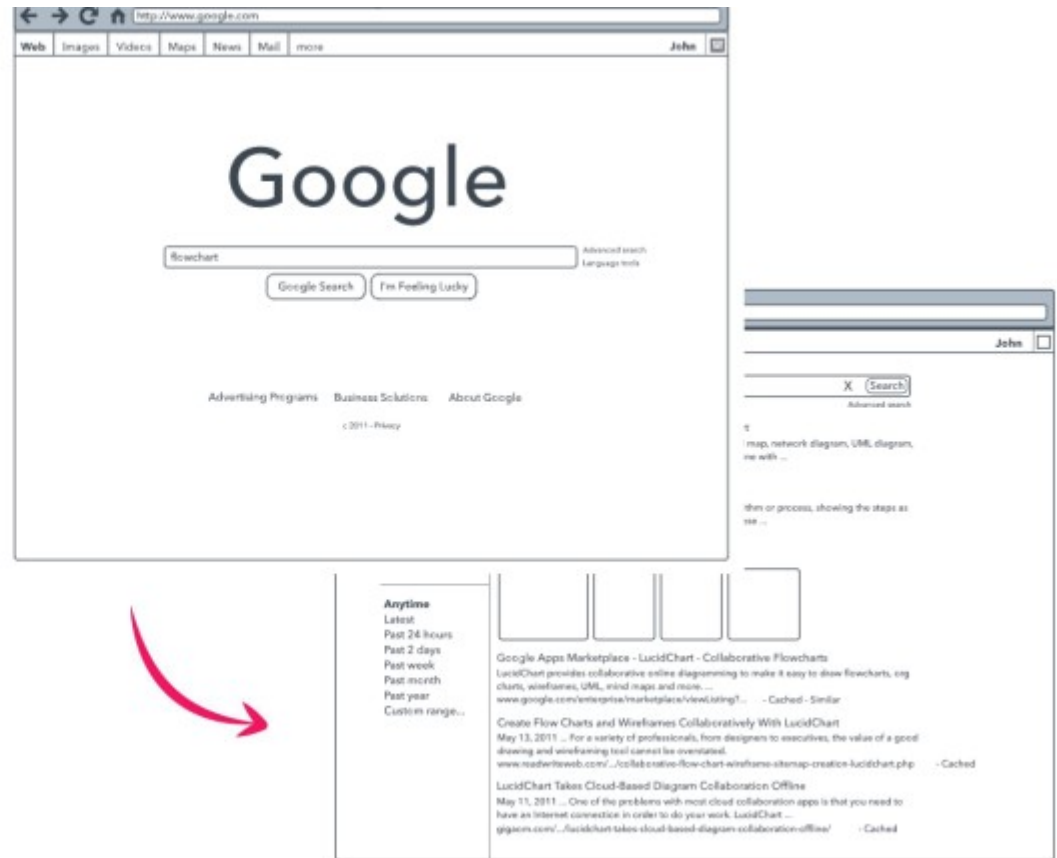 http://www.google.com
Web Images Videos Maps News Mail more John
Google
flowchart
Advanced search
Language tools
Google Search I'm Feeling Lucky
Advertising Programs Business Solutions About Google
c 2011 - Privacy
John
X Search
Advanced search
map, network diagram, UML diagram,
ne with ...
thm or process, showing the steps as
Anytime
Latest
Past 24 hours
Past 2 days
Past week
Past month
Past year
Custom range...
Google Apps Marketplace - LucidChart - Collaborative Flowcharts
LucidChart provides collaborative online diagramming to make it easy to draw flowcharts, org
charts, wireframes, UML, mind maps and more. ...
www.google.com/enterprise/marketplace/viewListing?... - Cached - Similar
Create Flow Charts and Wireframes Collaboratively With LucidChart
May 13, 2011 ... For a variety of professionals, from designers to executives, the value of a good
drawing and wireframing tool cannot be overstated.
www.readwriteweb.com/.../collaborative-flow-chart-wireframe-sitemap-creation-lucidchart.php - Cached
LucidChart Takes Cloud-Based Diagram Collaboration Offline
May 11, 2011 ... One of the problems with most cloud collaboration apps is that you need to
have an Internet connection in order to do your work. LucidChart ...
gigaom.com/.../lucidchart-takes-cloud-based-diagram-collaboration-offline/ - Cached